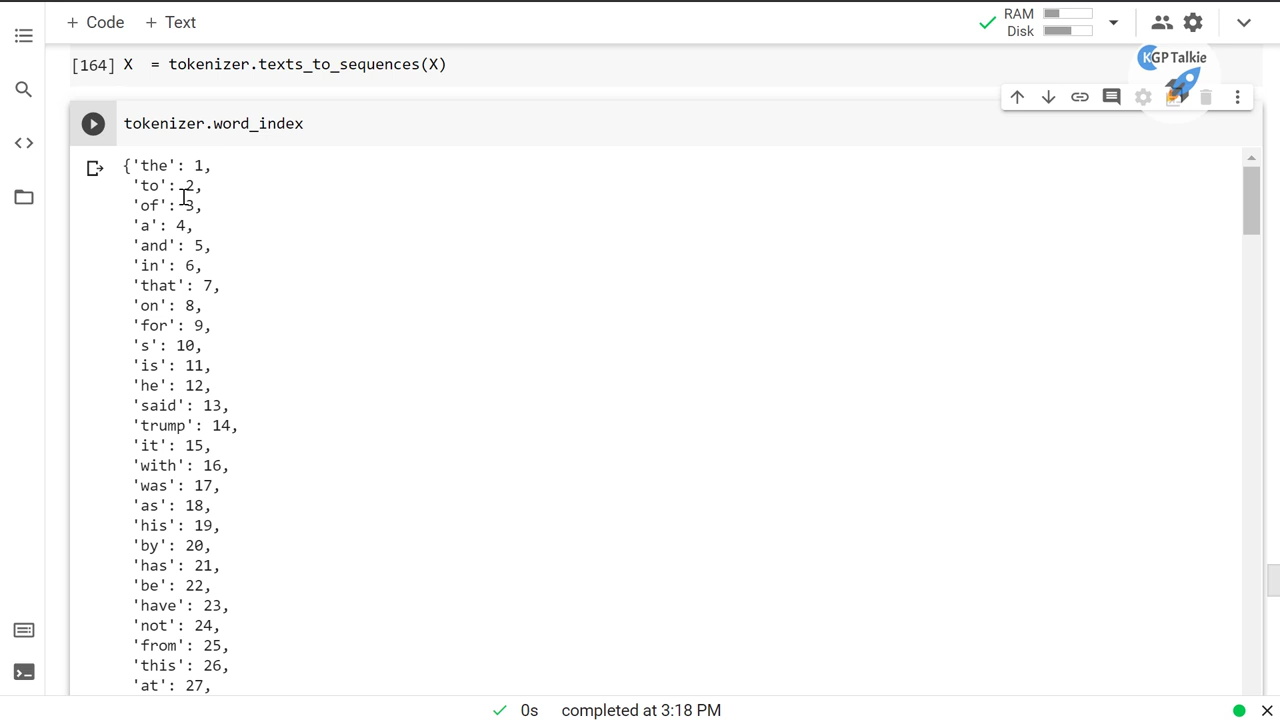 + Code + Text
RAM
Disk
KGPTalkie
[164] X  = tokenizer.texts_to_sequences(X)
tokenizer.word_index
{'the': 1,
'to': 2,
'of': 3,
'a': 4,
'and': 5,
'in': 6,
'that': 7,
'on': 8,
'for': 9,
's': 10,
'is': 11,
'he': 12,
'said': 13,
'trump': 14,
'it': 15,
'with': 16,
'was': 17,
'as': 18,
'his': 19,
'by': 20,
'has': 21,
'be': 22,
'have': 23,
'not': 24,
'from': 25,
'this': 26,
'at': 27,
0s completed at 3:18 PM